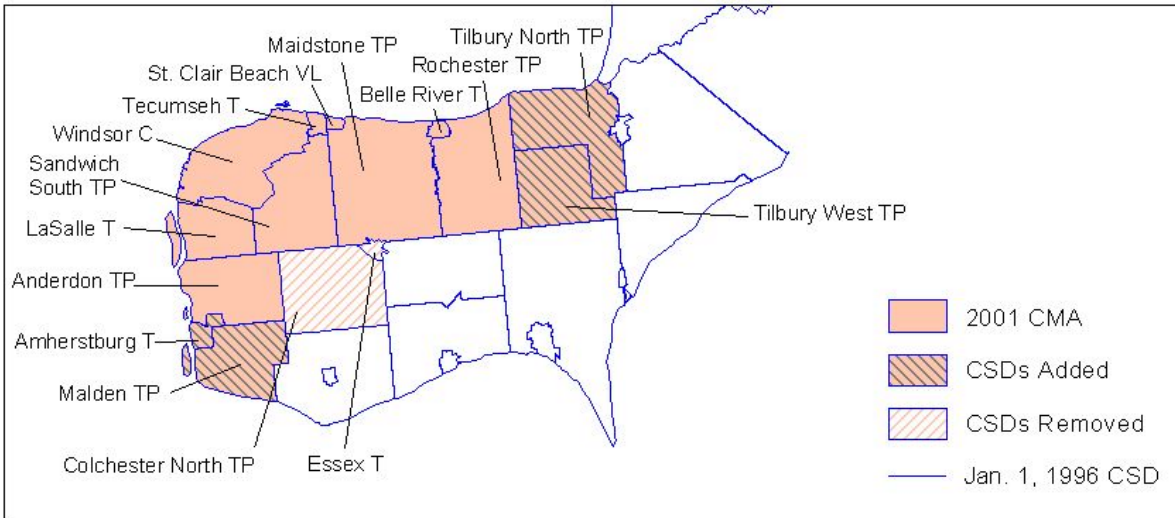 Maidstone TP
Tilbury North TP
St. Clair Beach VL
Rochester TP
Tecumseh T
Belle River T
Windsor C
Sandwich
South TP
LaSalle T
Tilbury West TP
Anderdon TP
Amherstburg T
Malden TP
Colchester North TP
Essex T
2001 CMA
CSDs Added
CSDs Removed
Jan. 1, 1996 CSD